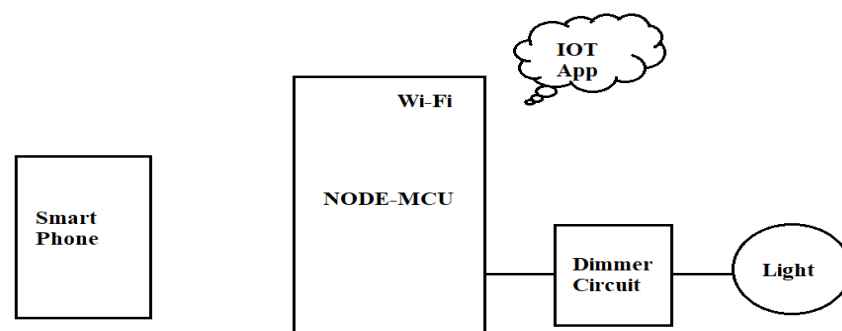 IOT
App
Wi-Fi
NODE-MCU
Smart
Phone
Dimmer
Circuit
Light